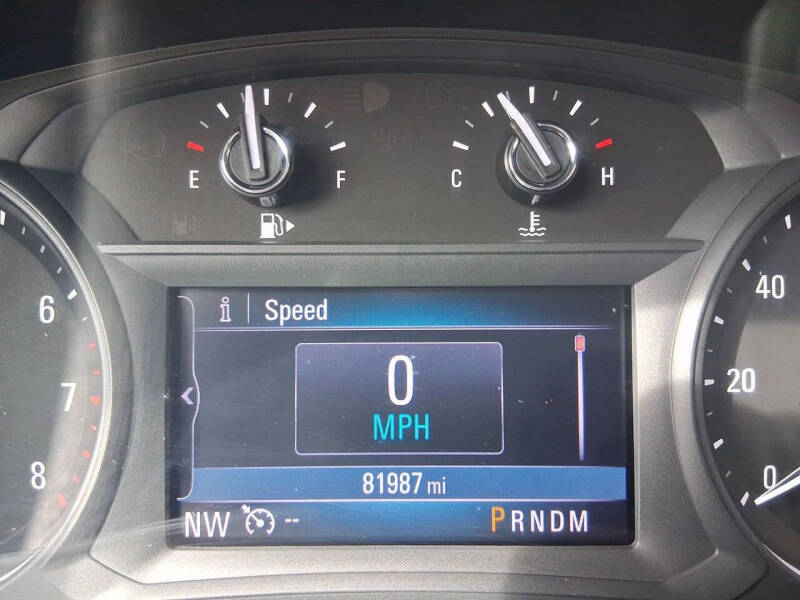 E F
C H
6
7
8
i Speed
0
MPH
81987 mi
NW -- PRNDM
40
20
0